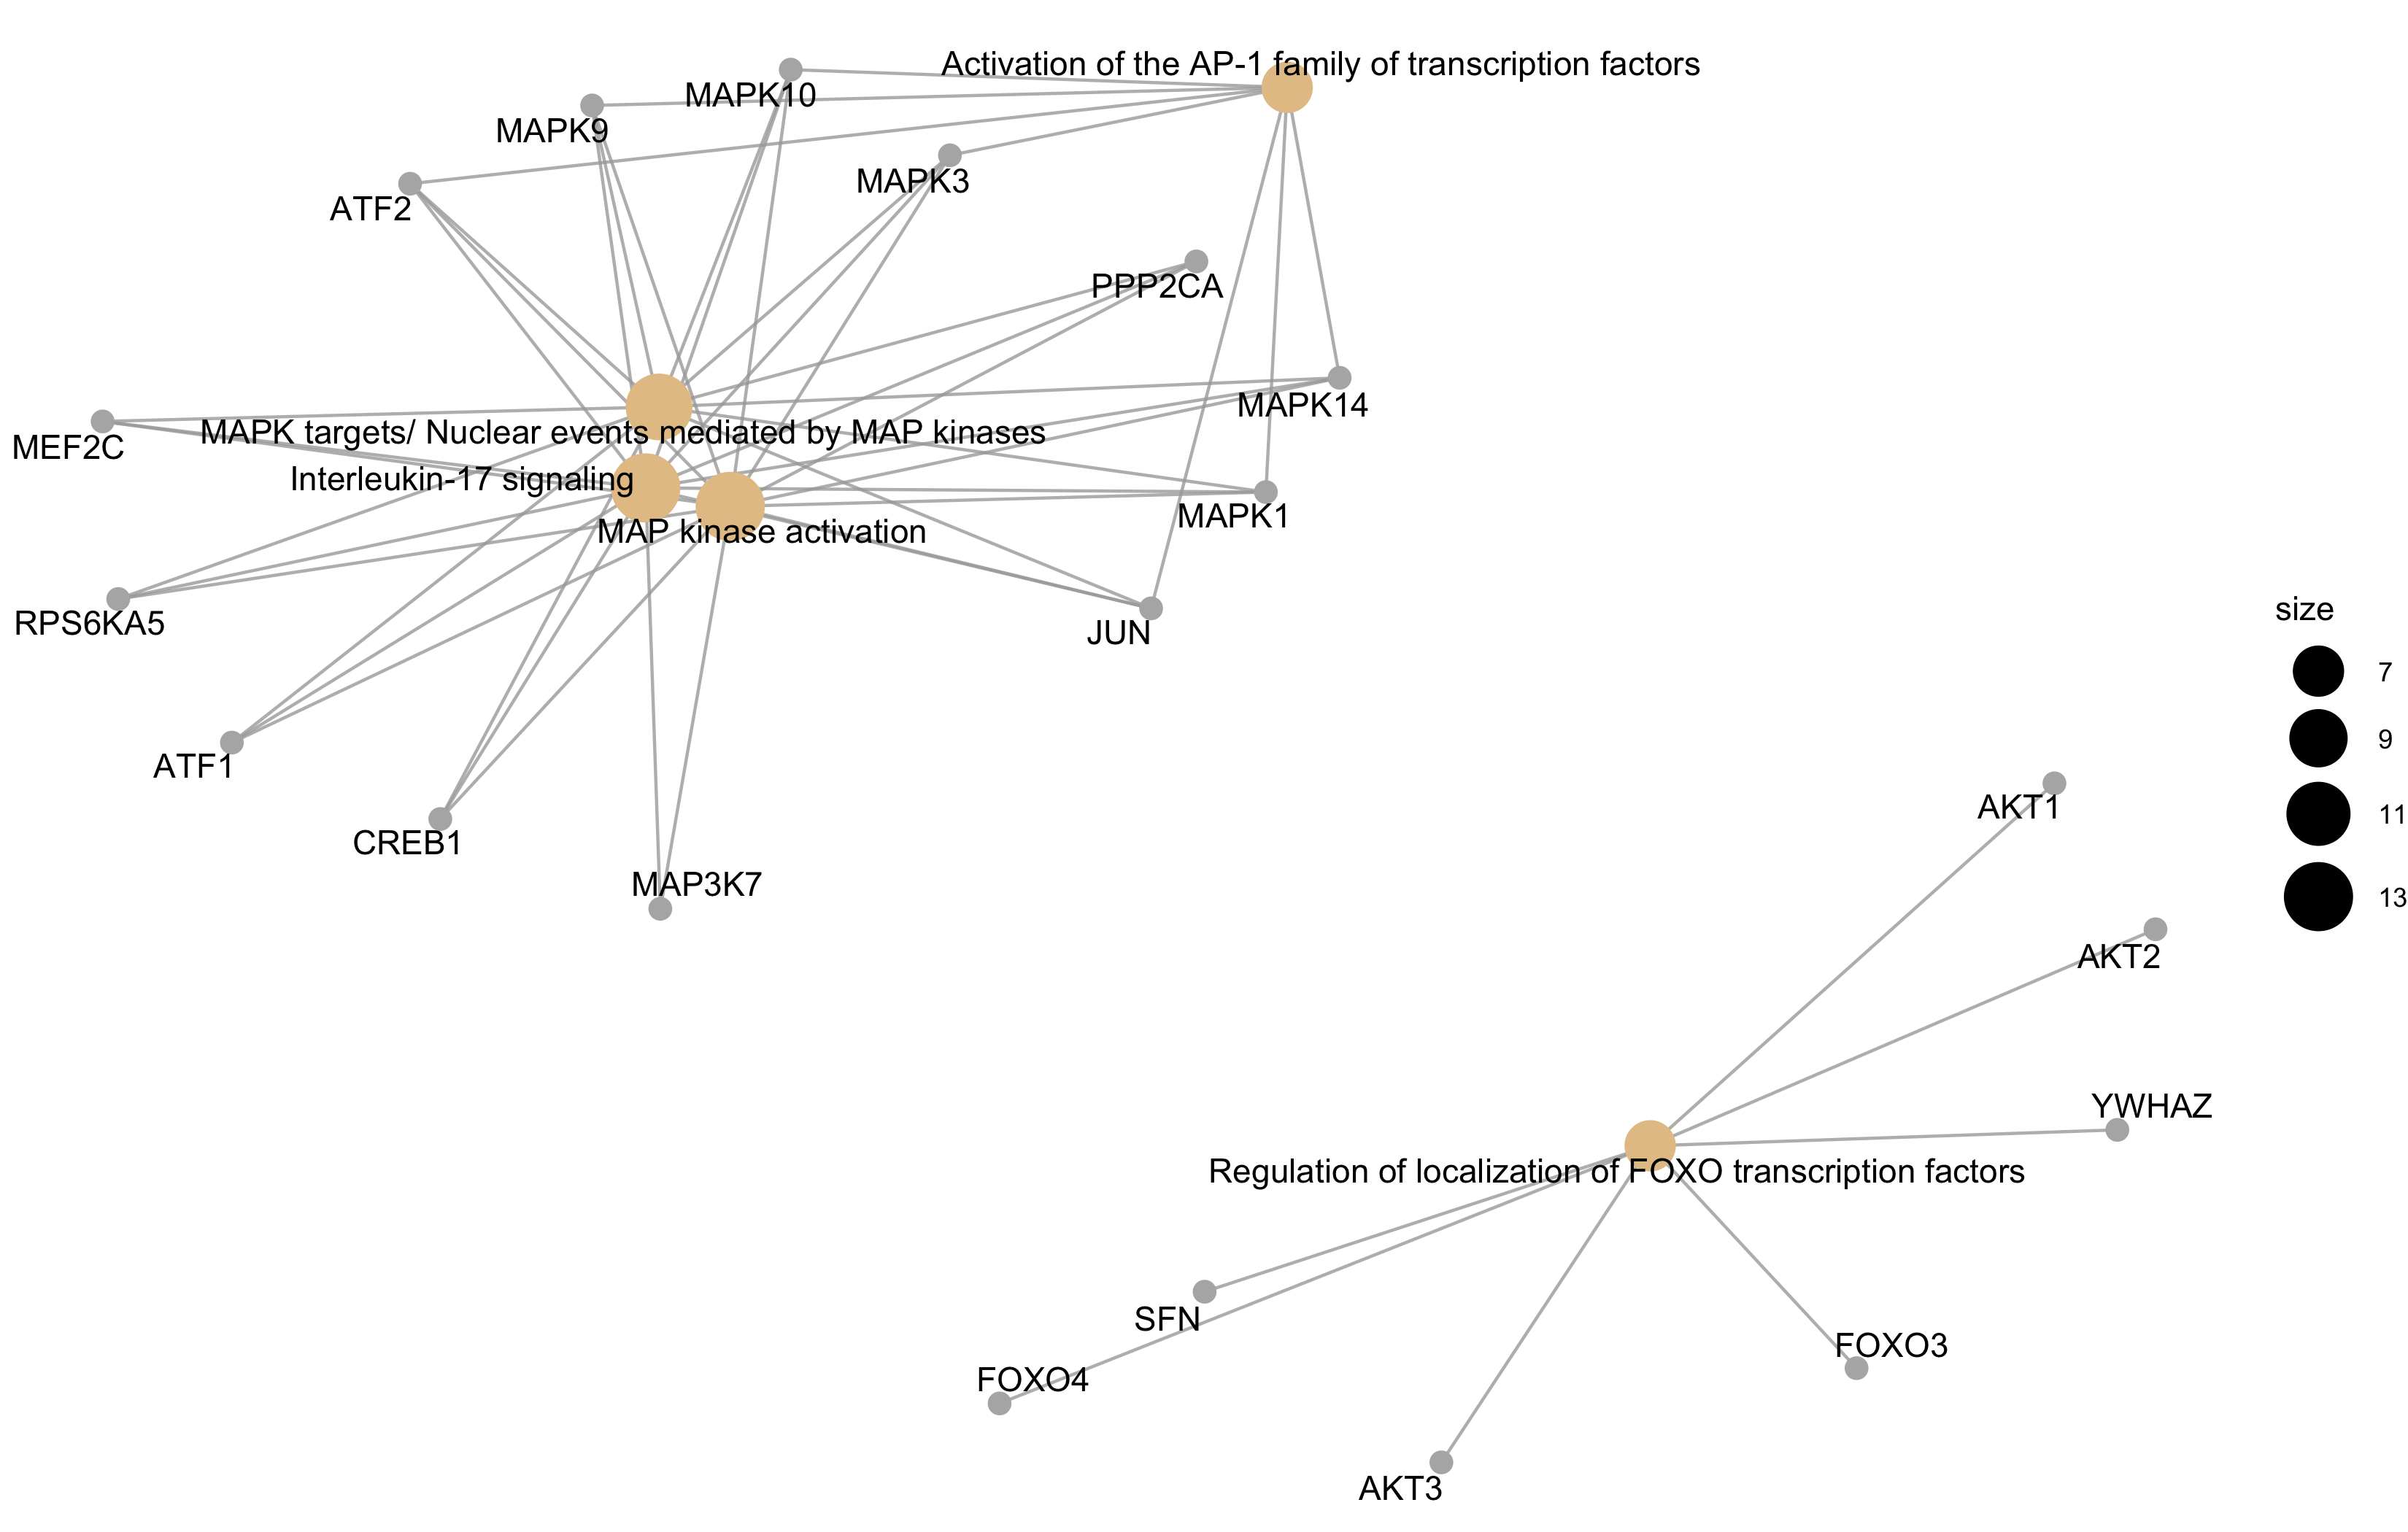 Activation of the AP-1 family of transcription factors
MAPK10
MAPK9
MAPK3
ATF2
PPP2CA
MAPK14
MEF2C
MAPK targets/ Nuclear events mediated by MAP kinases
Interleukin-17 signaling
MAPK1
MAP kinase activation
RPS6KA5
JUN
size
7
9
11
13
ATF1
CREB1
MAP3K7
AKT1
AKT2
YWHAZ
Regulation of localization of FOXO transcription factors
SFN
FOXO3
FOXO4
AKT3